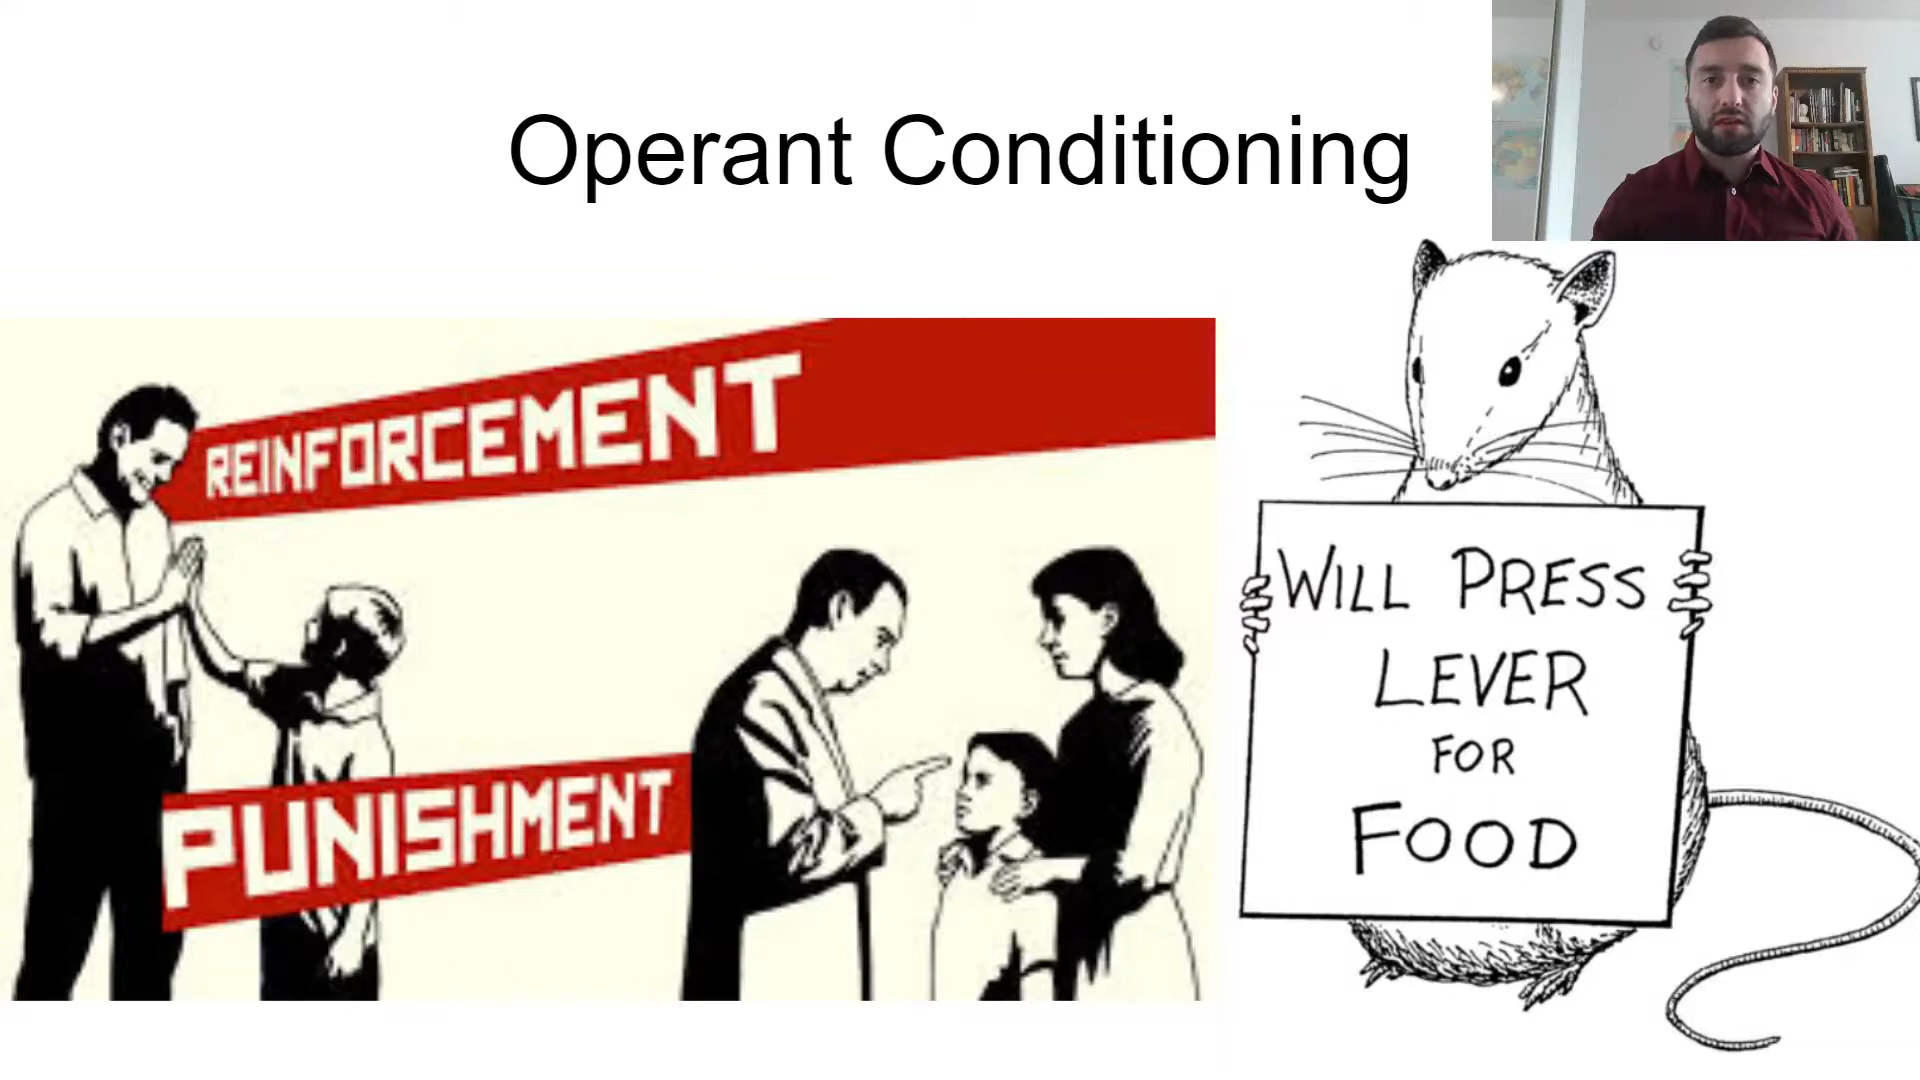 Operant Conditioning
REINFORCEMENT
PUNISHMENT
WILL PRESS
LEVER
FOR
FOOD